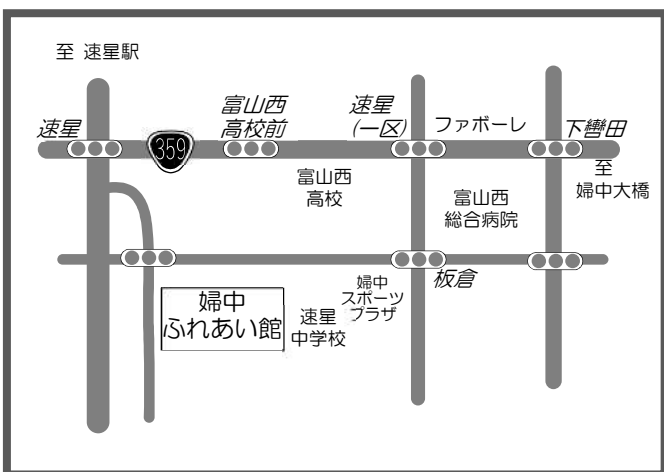 至 速星駅
速星
359
富山西
高校前
速星
(一区)
ファボーレ
下轡田
至
婦中大橋
富山西
高校
富山西
総合病院
板倉
婦中
ふれあい館
速星
中学校
婦中
スポーツ
プラザ